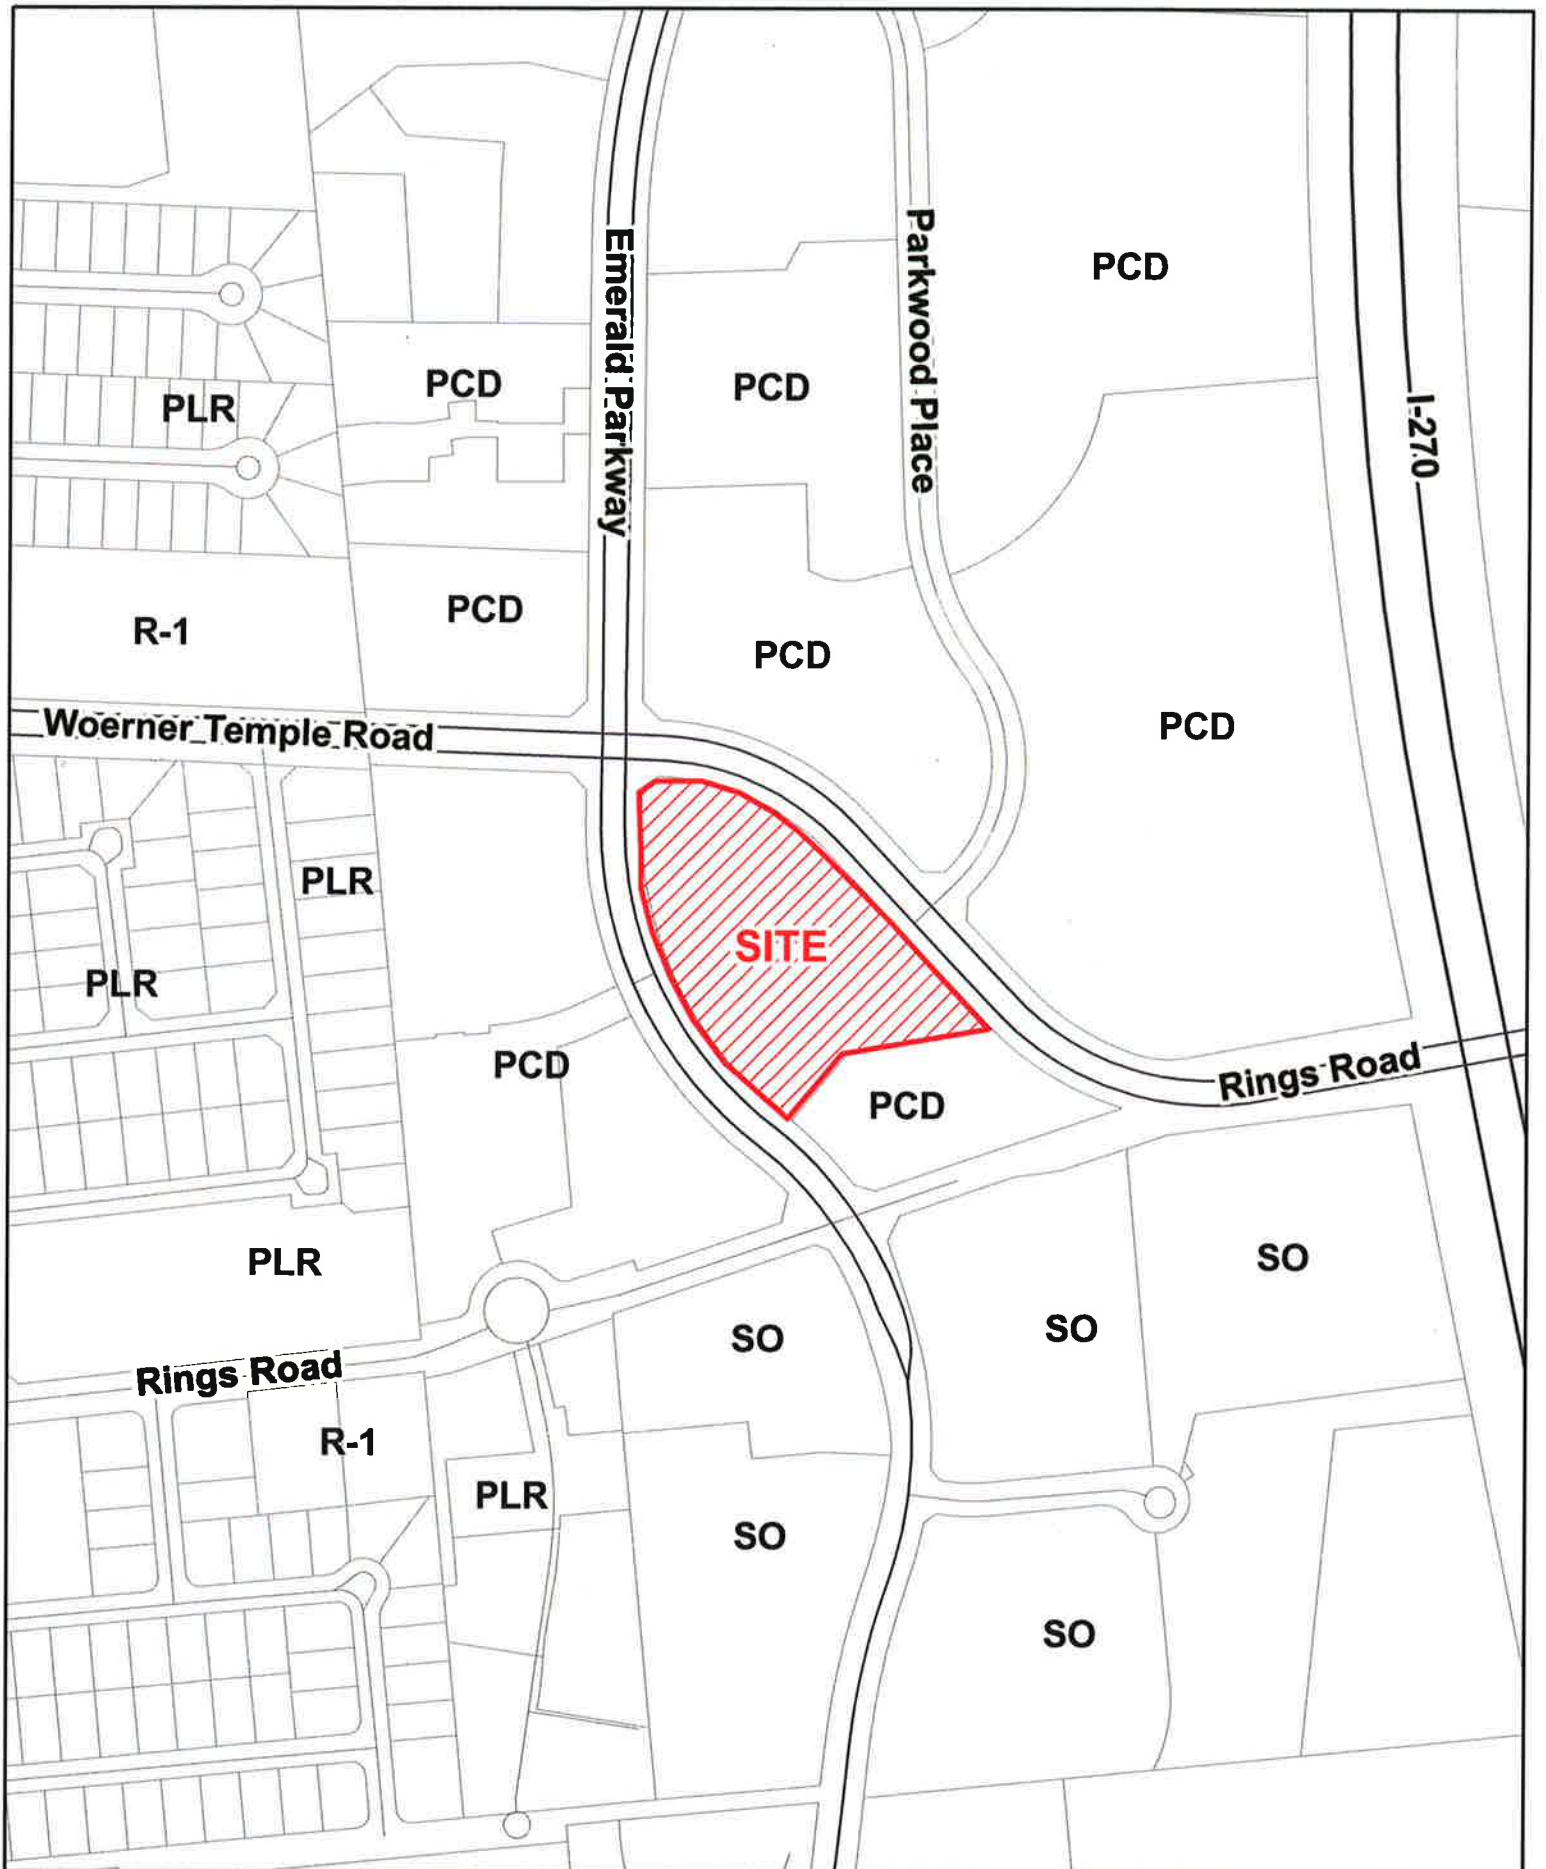 PCD
Parkwood Place
Emerald Parkway
PCD
PCD
PLR
I-270
PCD
R-1
PCD
PCD
Woerner Temple Road
PLR
SITE
PLR
PCD
Rings Road
PCD
PLR
SO
SO
SO
Rings Road
R-1
PLR
SO
SO